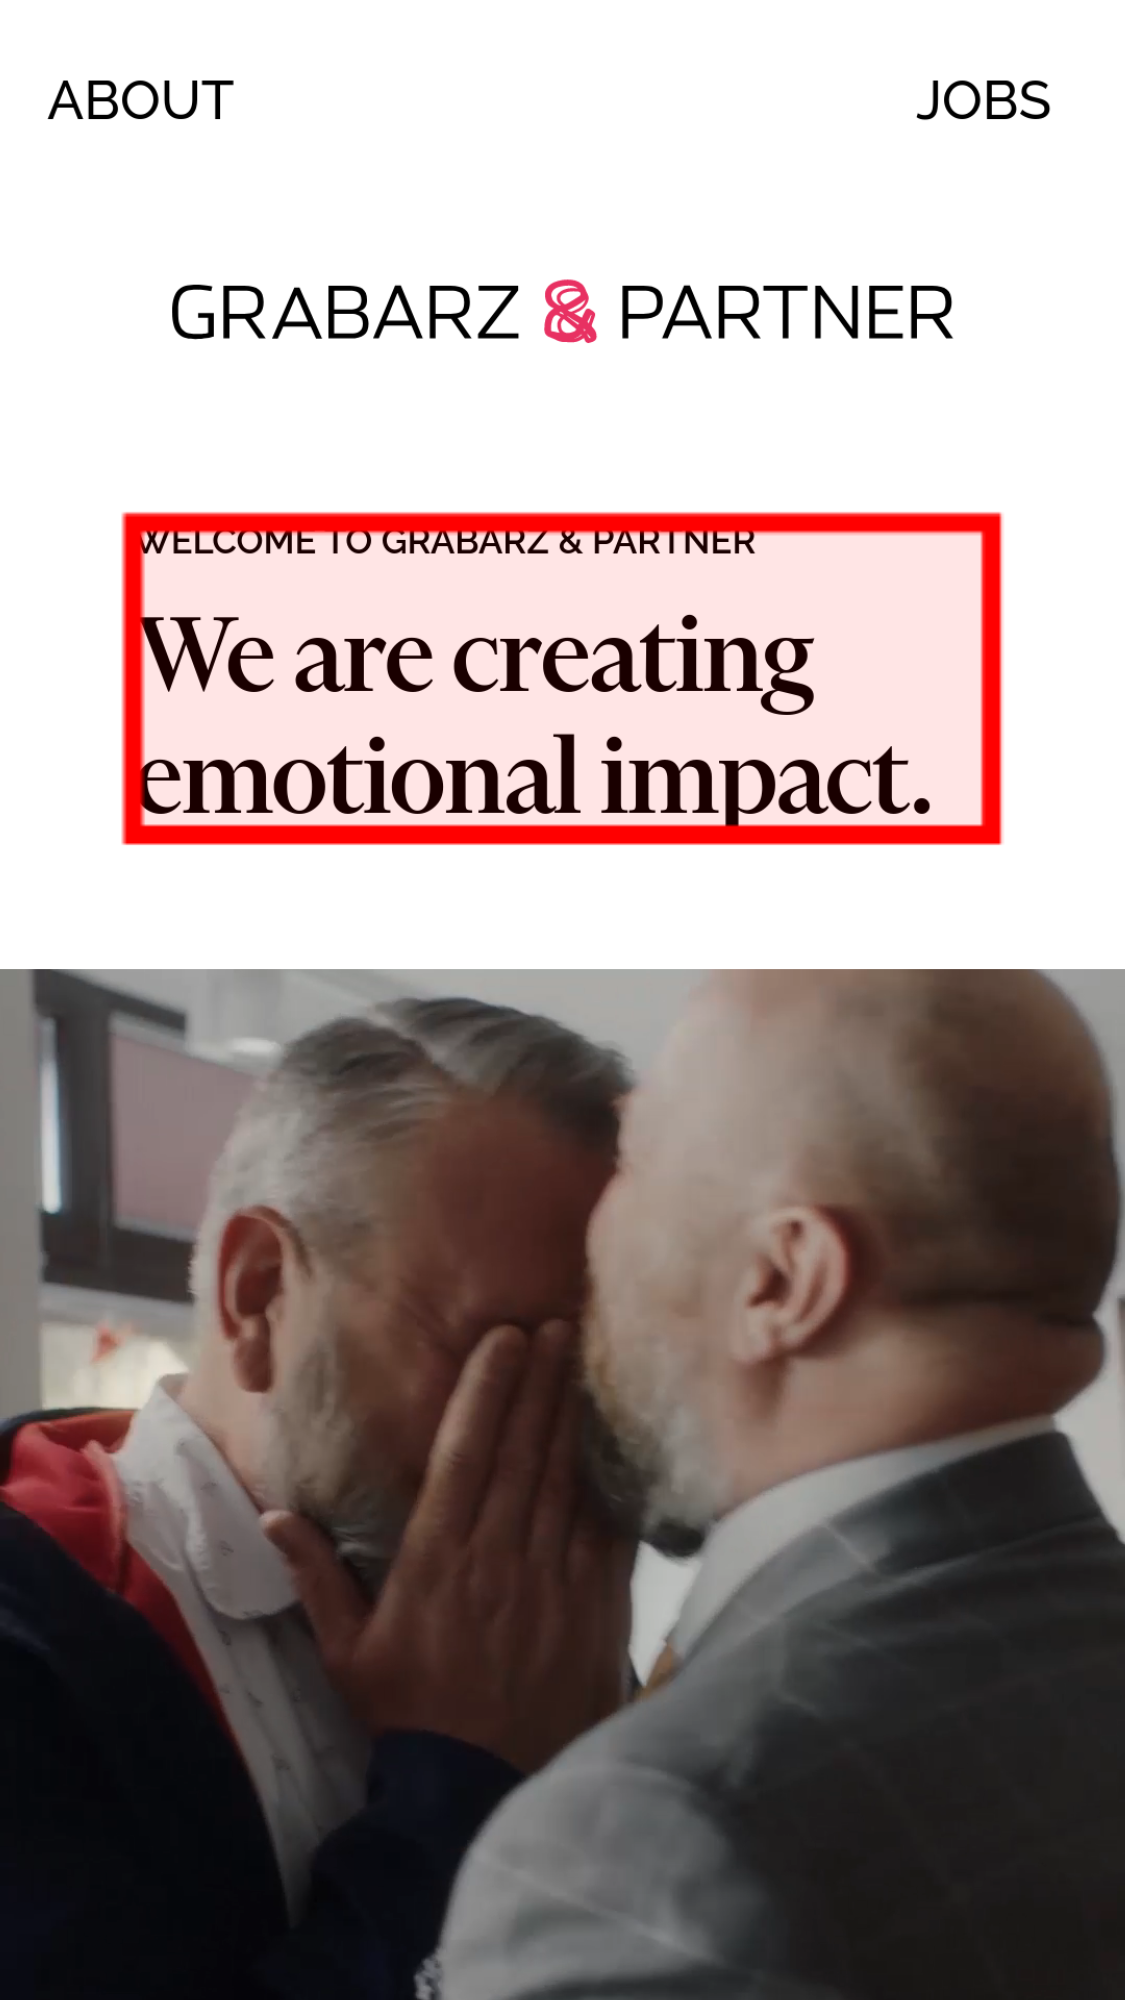 ABOUT
JOBS
GRABARZ & PARTNER
WELCOME TO GRABARZ & PARTNER
We are creating
emotional impact.